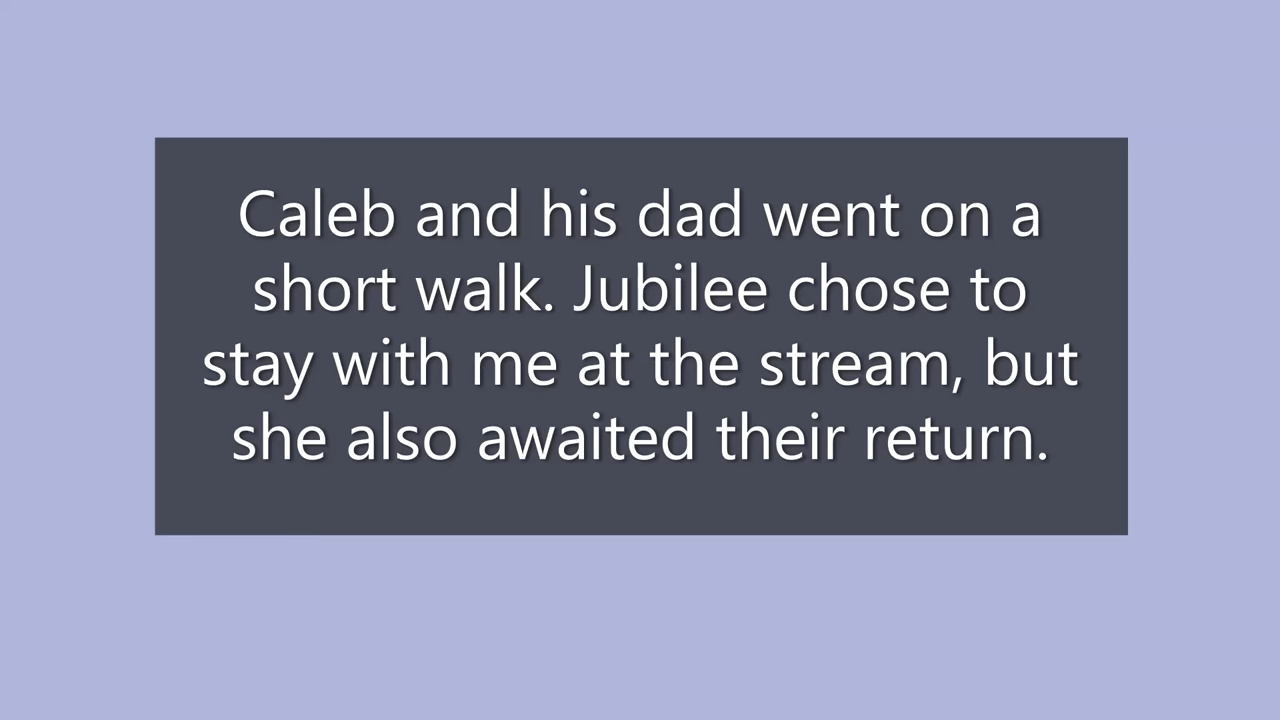 Caleb and his dad went on a
short walk. Jubilee chose to
stay with me at the stream, but
she also awaited their return.